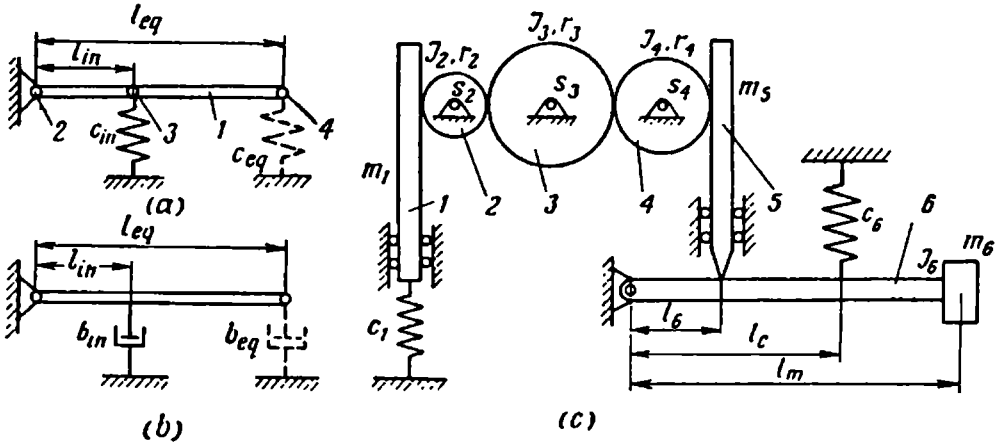 l_eq
l_in
2
c_in
3
1
c_eq
4
(a)
l_eq
l_in
b_in
b_eq
(b)
J_2, r_2
J_3, r_3
J_4, r_4
s_2
s_3
s_4
m_1
m_5
1
2
3
4
5
c_1
c_6
6
J_6
m_6
l_6
l_c
l_m
(c)